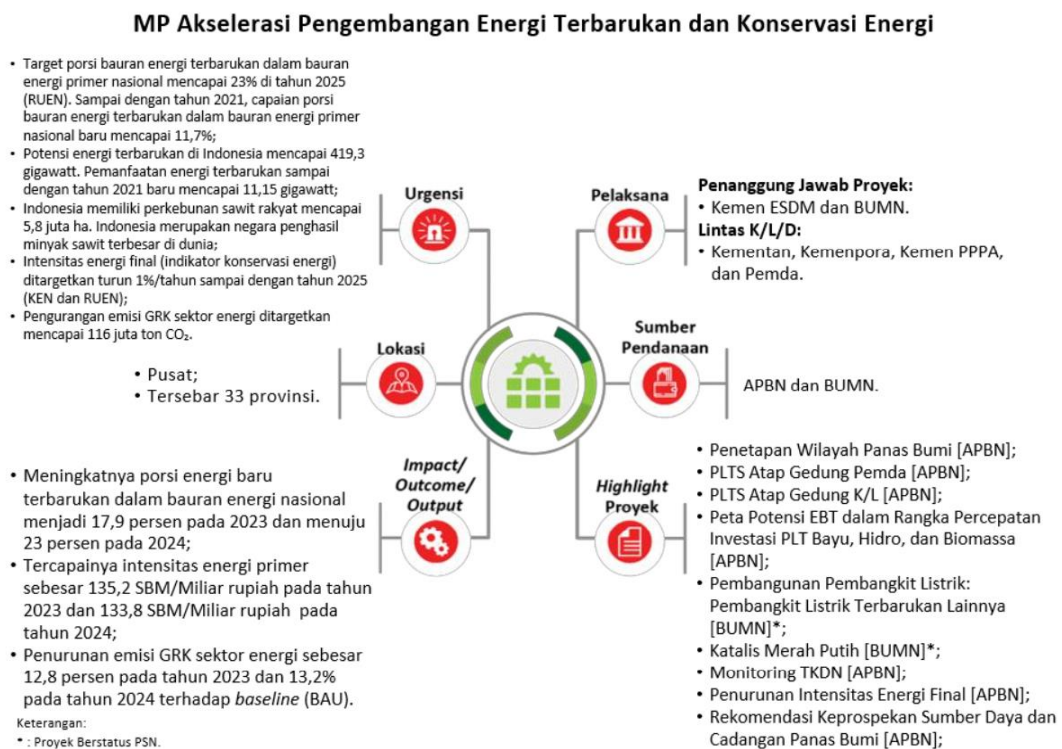 MP Akselerasi Pengembangan Energi Terbarukan dan Konservasi Energi
• Target porsi bauran energi terbarukan dalam bauran
energi primer nasional mencapai 23% di tahun 2025
(RUEN). Sampai dengan tahun 2021, capaian porsi
bauran energi terbarukan dalam bauran energi primer
nasional baru mencapai 11,7%;
• Potensi energi terbarukan di Indonesia mencapai 419,3
gigawatt. Pemanfaatan energi terbarukan sampai
dengan tahun 2021 baru mencapai 11,15 gigawatt;
• Indonesia memiliki perkebunan sawit rakyat mencapai
5,8 juta ha. Indonesia merupakan negara penghasil
minyak sawit terbesar di dunia;
• Intensitas energi final (indikator konservasi energi)
ditargetkan turun 1%/tahun sampai dengan tahun 2025
(KEN dan RUEN);
• Pengurangan emisi GRK sektor energi ditargetkan
mencapai 116 juta ton CO₂.
Urgensi
Pelaksana
Penanggung Jawab Proyek:
• Kemen ESDM dan BUMN.
Lintas K/L/D:
• Kementan, Kemenpora, Kemen PPPA,
dan Pemda.
Lokasi
• Pusat;
• Tersebar 33 provinsi.
Sumber
Pendanaan
APBN dan BUMN.
Impact/
Outcome/
Output
• Meningkatnya porsi energi baru
terbarukan dalam bauran energi nasional
menjadi 17,9 persen pada 2023 dan menuju
23 persen pada 2024;
• Tercapainya intensitas energi primer
sebesar 135,2 SBM/Miliar rupiah pada tahun
2023 dan 133,8 SBM/Miliar rupiah pada
tahun 2024;
• Penurunan emisi GRK sektor energi sebesar
12,8 persen pada tahun 2023 dan 13,2%
pada tahun 2024 terhadap baseline (BAU).
Highlight
Proyek
• Penetapan Wilayah Panas Bumi [APBN];
• PLTS Atap Gedung Pemda [APBN];
• PLTS Atap Gedung K/L [APBN];
• Peta Potensi EBT dalam Rangka Percepatan
Investasi PLT Bayu, Hidro, dan Biomassa
[APBN];
• Pembangunan Pembangkit Listrik:
Pembangkit Listrik Terbarukan Lainnya
[BUMN]*;
• Katalis Merah Putih [BUMN]*;
• Monitoring TKDN [APBN];
• Penurunan Intensitas Energi Final [APBN];
• Rekomendasi Keprospekan Sumber Daya dan
Cadangan Panas Bumi [APBN];
Keterangan:
* : Proyek Berstatus PSN.